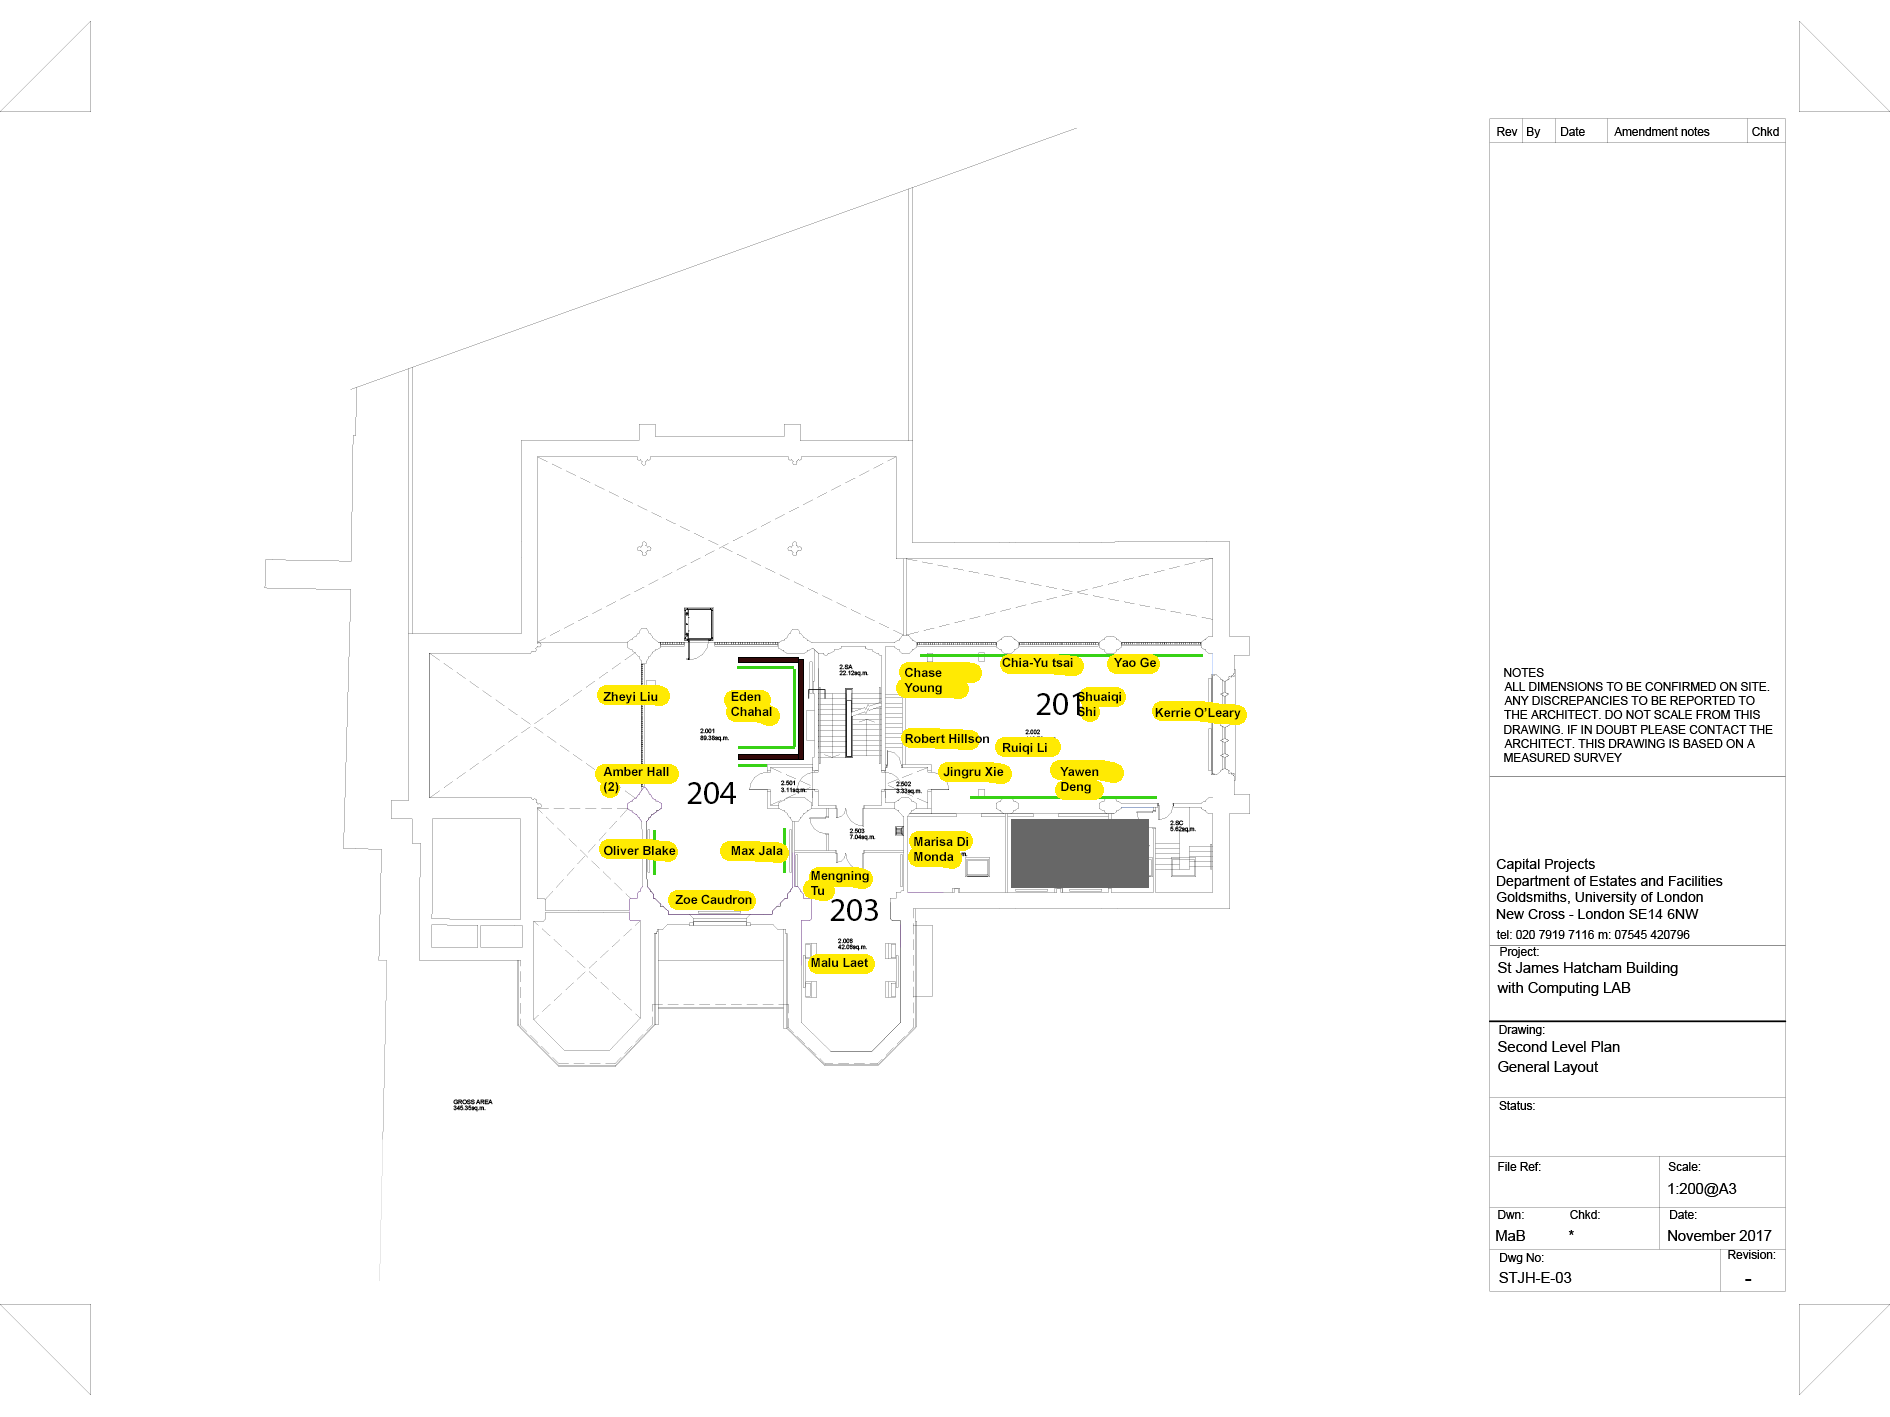 Rev By Date Amendment notes Chkd
Chase
Young
Chia-Yu tsai
Yao Ge
2.SA
22.12sq.m.
Zheyi Liu
Eden
Chahal
201
Shuaiqi
Shi
Kerrie O'Leary
2.001
89.38sq.m.
2.002
Robert Hillson
Ruiqi Li
Amber Hall
(2)
204
2.501
3.11sq.m.
2.502
3.33sq.m.
Jingru Xie
Yawen
Deng
2.503
7.04sq.m.
2.SC
5.62sq.m.
Oliver Blake
Max Jala
Marisa Di
Monda
Mengning
Tu
Zoe Caudron
203
2.008
42.08sq.m.
Malu Laet
GROSS AREA
346.35sq.m.
NOTES
ALL DIMENSIONS TO BE CONFIRMED ON SITE.
ANY DISCREPANCIES TO BE REPORTED TO
THE ARCHITECT. DO NOT SCALE FROM THIS
DRAWING. IF IN DOUBT PLEASE CONTACT THE
ARCHITECT. THIS DRAWING IS BASED ON A
MEASURED SURVEY
Capital Projects
Department of Estates and Facilities
Goldsmiths, University of London
New Cross - London SE14 6NW
tel: 020 7919 7116 m: 07545 420796
Project:
St James Hatcham Building
with Computing LAB
Drawing:
Second Level Plan
General Layout
Status:
File Ref:
Scale:
1:200@A3
Dwn: Chkd: Date:
MaB * November 2017
Dwg No: Revision:
STJH-E-03 -